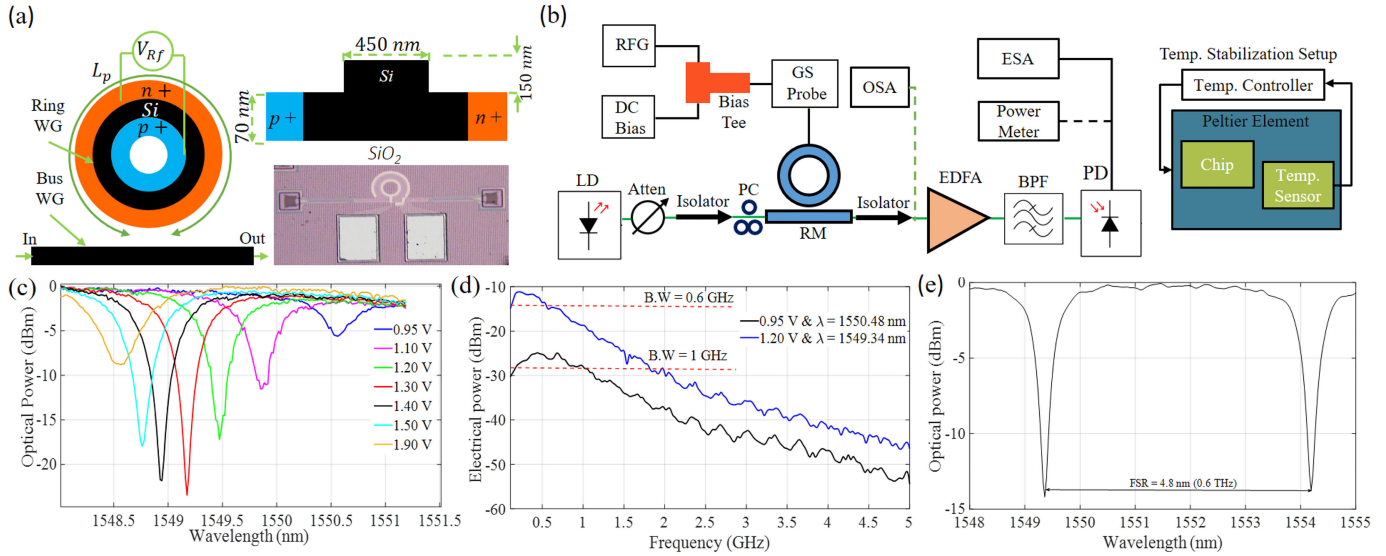 (a)
V_Rf
L_p
n +
Si
p +
Ring
WG
Bus
WG
In
Out
450 nm
150 nm
Si
70 nm
p +
n +
SiO₂
(b)
RFG
DC
Bias
Bias
Tee
GS
Probe
OSA
ESA
Power
Meter
LD
Atten
Isolator
PC
RM
Isolator
EDFA
BPF
PD
Temp. Stabilization Setup
Temp. Controller
Peltier Element
Chip
Temp.
Sensor
(c)
Optical Power (dBm)
0
-5
-10
-15
-20
0.95 V
1.10 V
1.20 V
1.30 V
1.40 V
1.50 V
1.90 V
1548.5 1549 1549.5 1550 1550.5 1551 1551.5
Wavelength (nm)
(d)
Electrical power (dBm)
-10
-20
-30
-40
-50
-60
B.W = 0.6 GHz
0.95 V & λ = 1550.48 nm
1.20 V & λ = 1549.34 nm
B.W = 1 GHz
0.5 1 1.5 2 2.5 3 3.5 4 4.5 5
Frequency (GHz)
(e)
Optical power (dBm)
0
-5
-10
-15
FSR = 4.8 nm (0.6 THz)
1548 1549 1550 1551 1552 1553 1554 1555
Wavelength (nm)